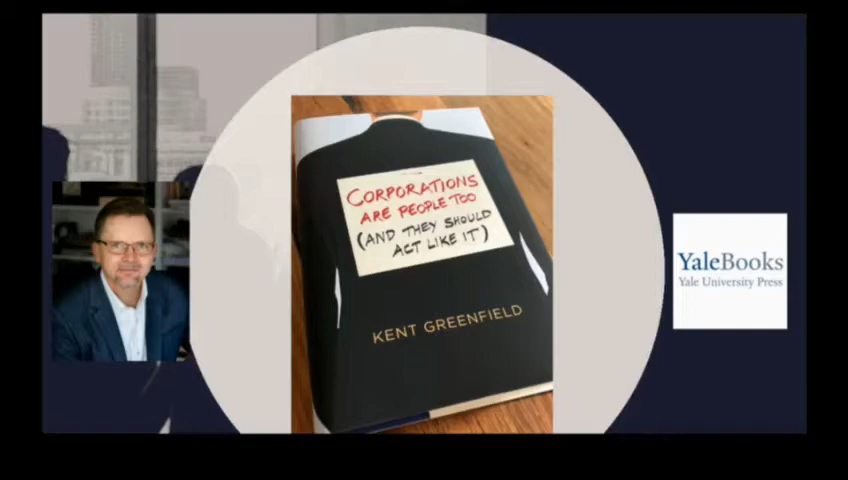 CORPORATIONS
ARE PEOPLE TOO
(AND THEY SHOULD
ACT LIKE IT)
KENT GREENFIELD
YaleBooks
Yale University Press